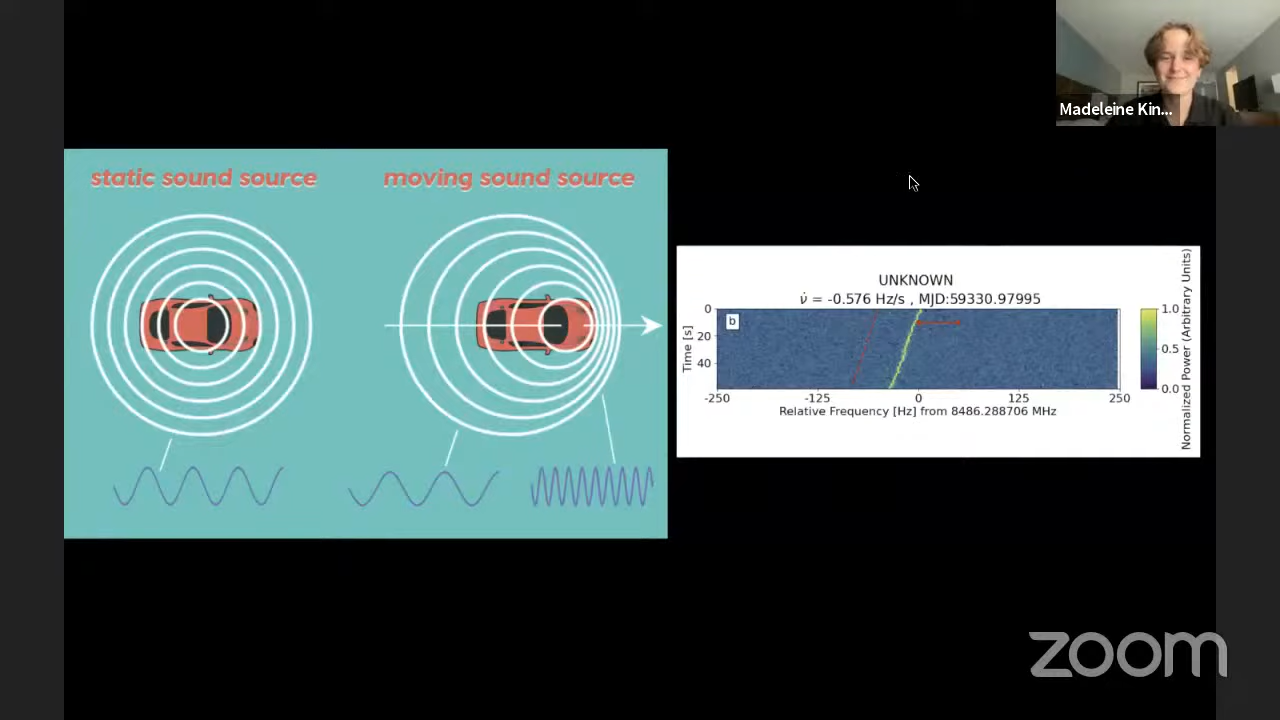 Madeleine Kin...
static sound source
moving sound source
UNKNOWN
ν̇ = -0.576 Hz/s , MJD:59330.97995
b
0
20
40
Time [s]
-250
-125
0
125
250
Relative Frequency [Hz] from 8486.288706 MHz
1.0
0.5
0.0
Normalized Power (Arbitrary Units)
zoom